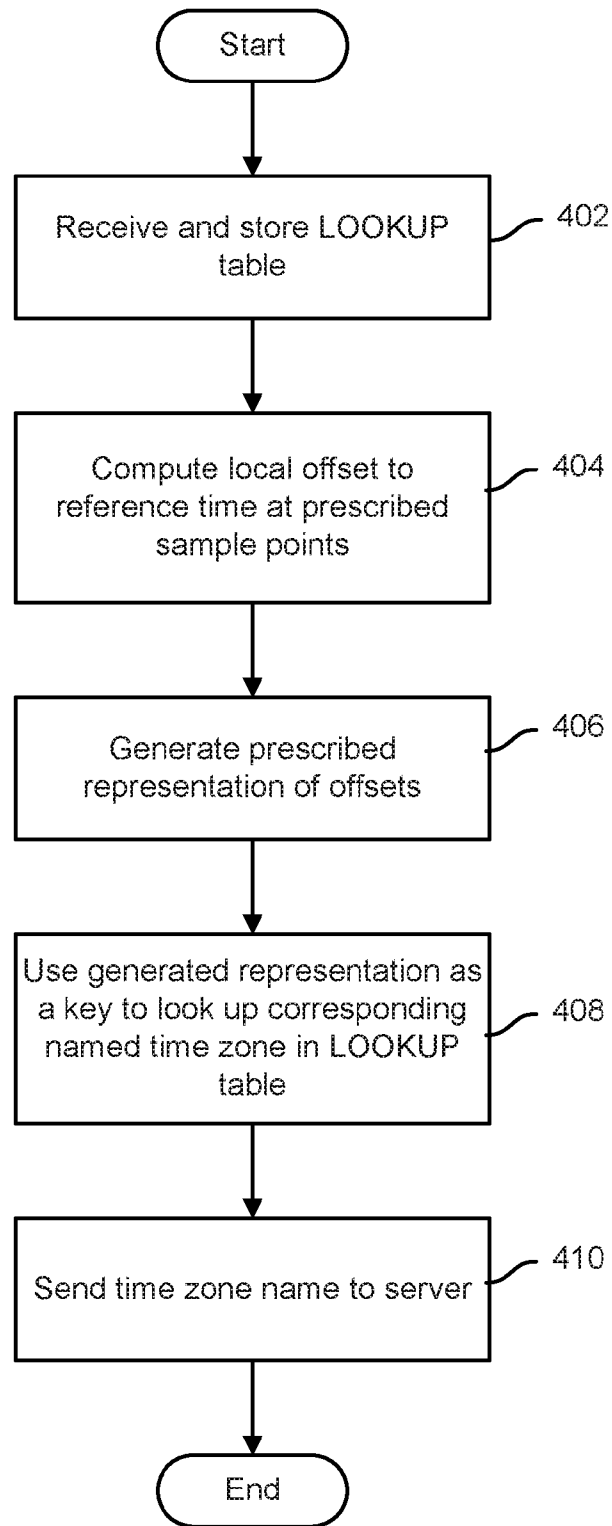 Start
Receive and store LOOKUP
table
402
Compute local offset to
reference time at prescribed
sample points
404
Generate prescribed
representation of offsets
406
Use generated representation as
a key to look up corresponding
named time zone in LOOKUP
table
408
Send time zone name to server
410
End